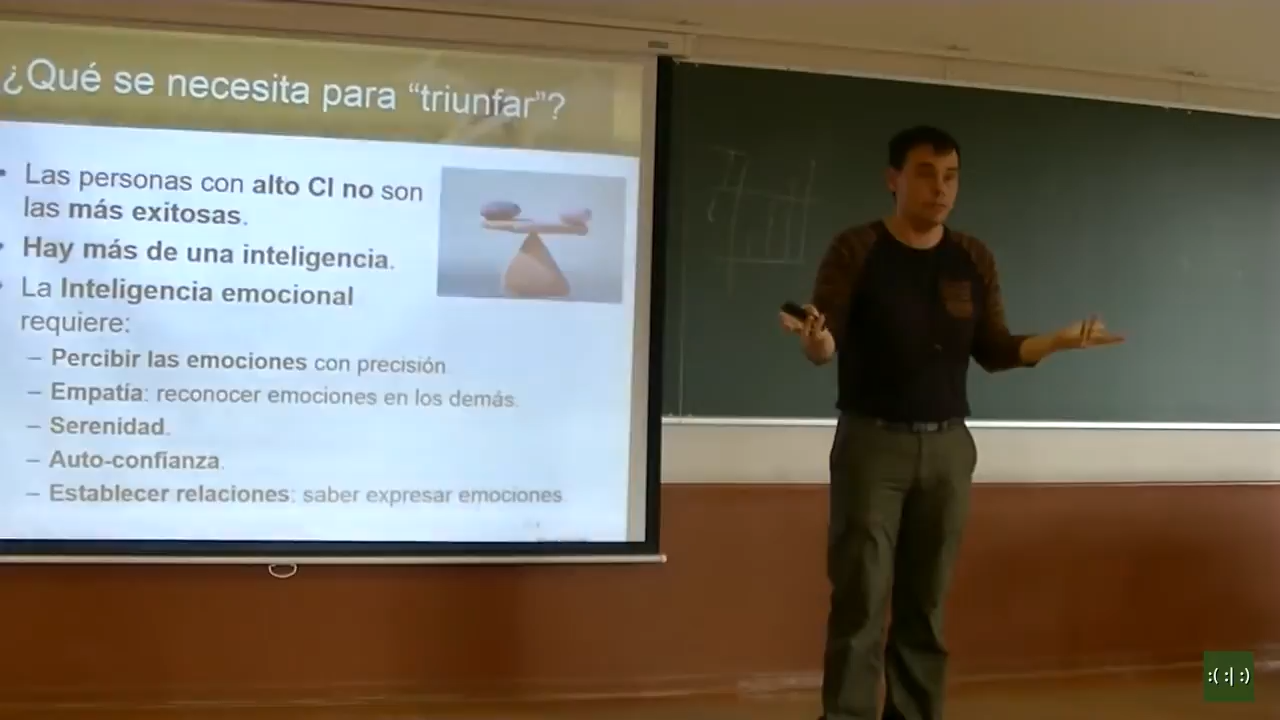 ¿Qué se necesita para “triunfar”?
• Las personas con alto CI no son
las más exitosas.
• Hay más de una inteligencia.
• La Inteligencia emocional
requiere:
– Percibir las emociones con precisión
– Empatía: reconocer emociones en los demás.
– Serenidad.
– Auto-confianza.
– Establecer relaciones: saber expresar emociones
:( :| :)